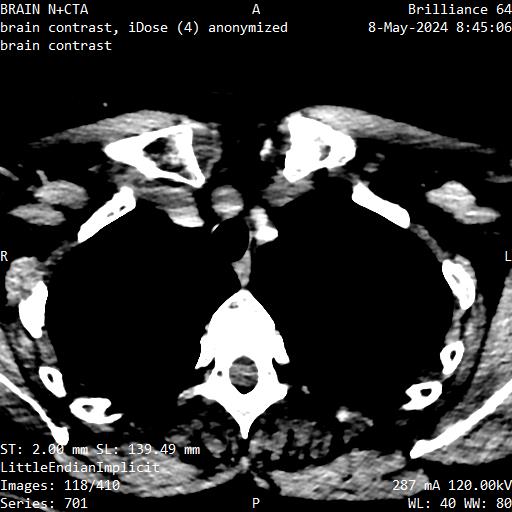 BRAIN N+CTA
A
Brilliance 64
brain contrast, iDose (4) anonymized
8-May-2024 8:45:06
brain contrast
R
L
ST: 2.00 mm SL: 139.49 mm
LittleEndianImplicit
Images: 118/410
287 mA 120.00kV
Series: 701
P
WL: 40 WW: 80